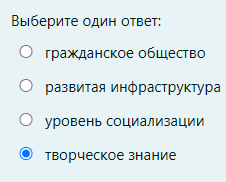 Выберите один ответ:
гражданское общество
развитая инфраструктура
уровень социализации
творческое знание